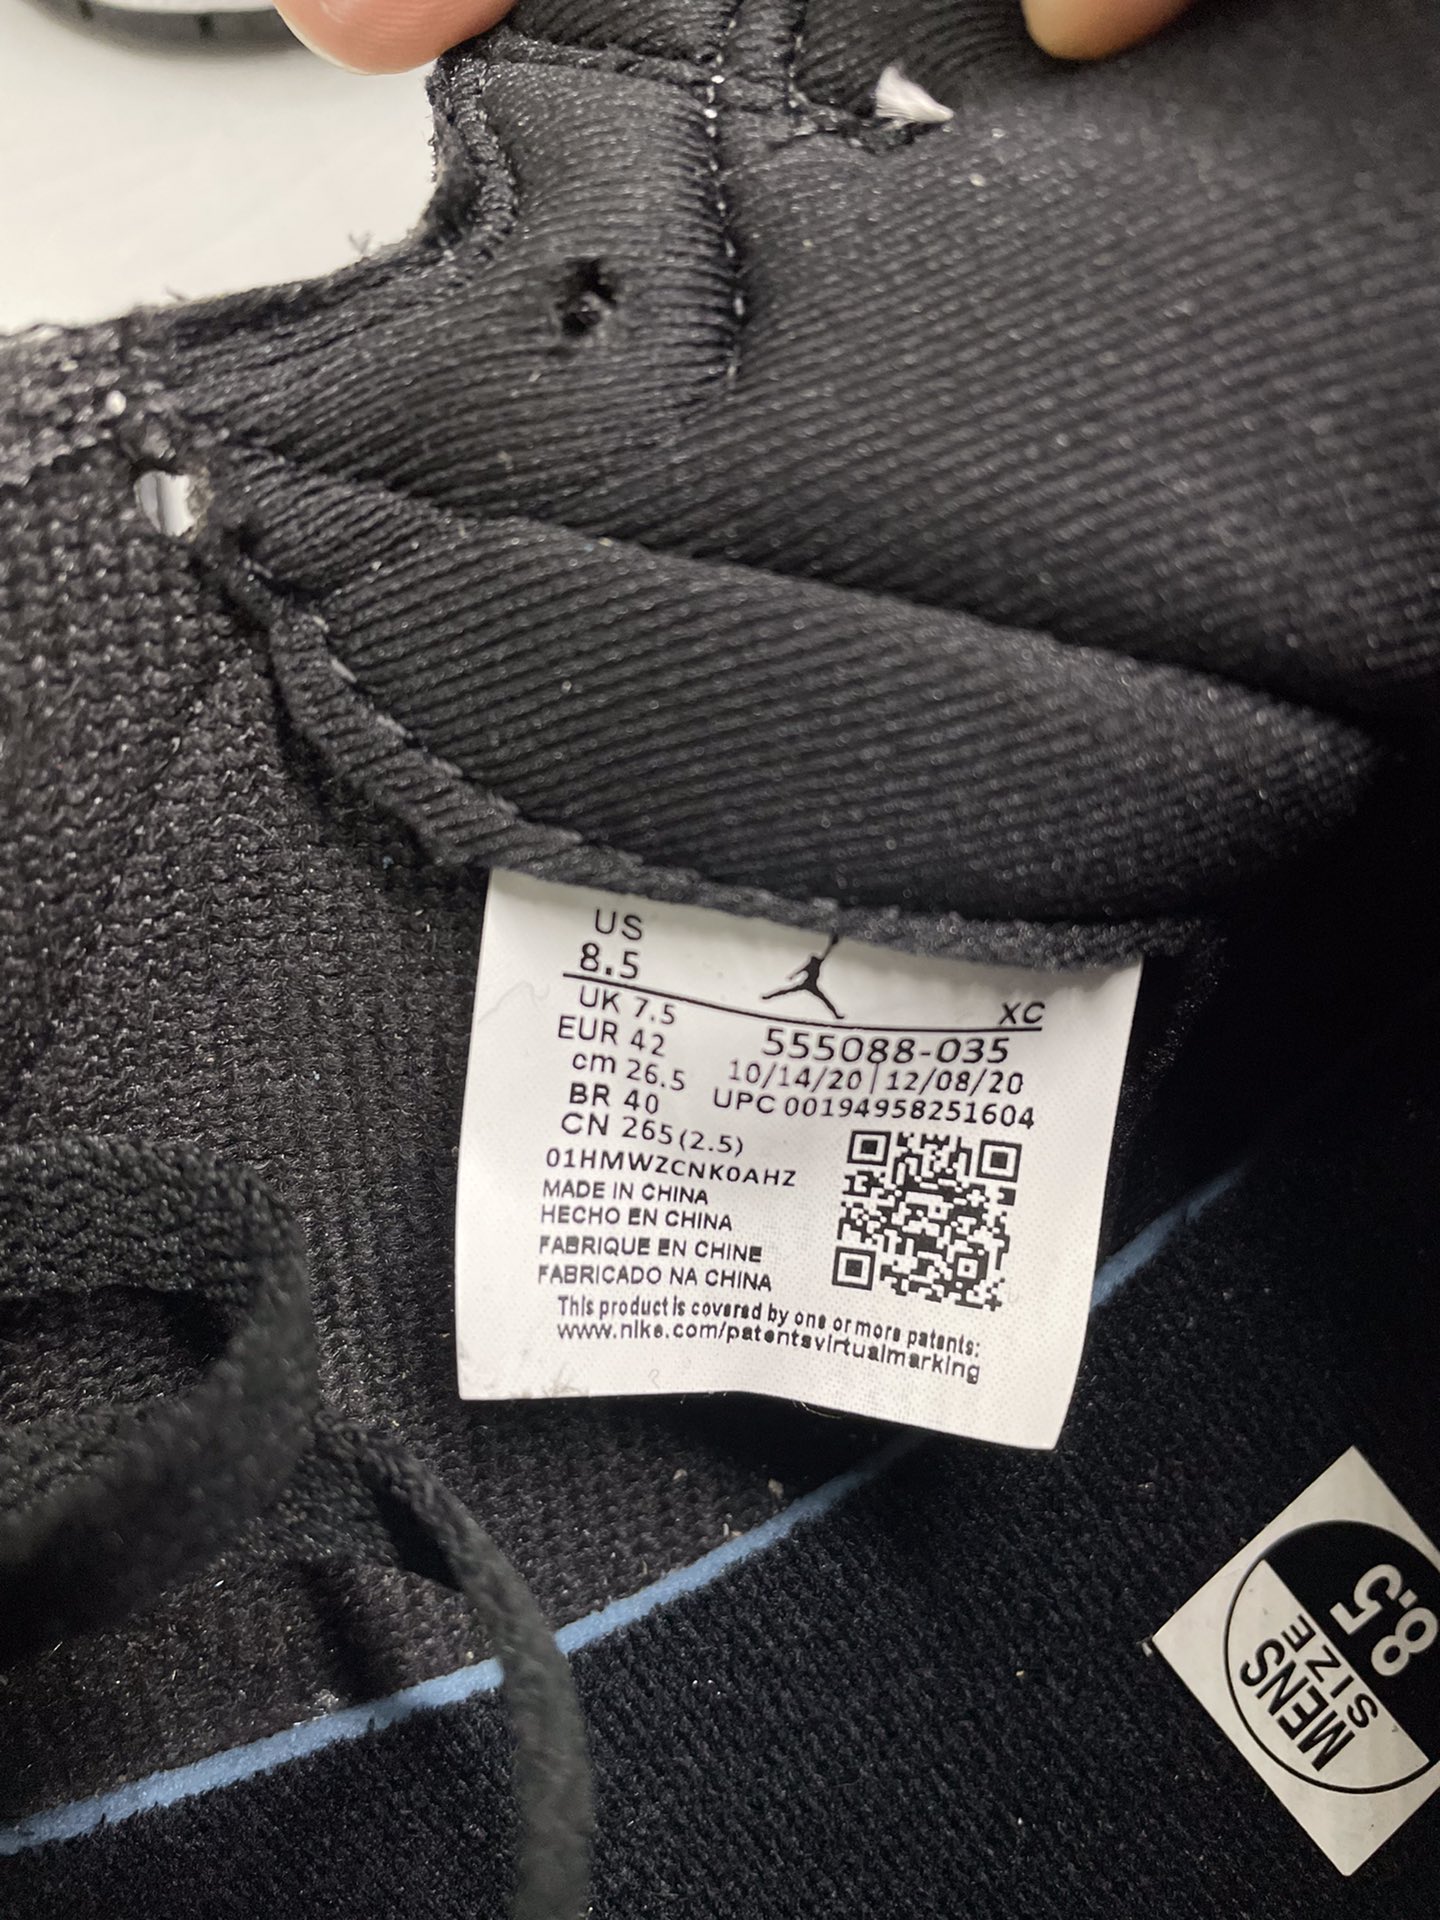 US
8.5
XC
UK 7.5
EUR 42
cm 26.5
BR 40
CN 265(2.5)
555088-035
10/14/20|12/08/20
UPC 00194958251604
01HMWZCNK0AHZ
MADE IN CHINA
HECHO EN CHINA
FABRIQUE EN CHINE
FABRICADO NA CHINA
This product is covered by one or more patents:
www.nike.com/patentsvirtualmarking
MENS
SIZE
8.5